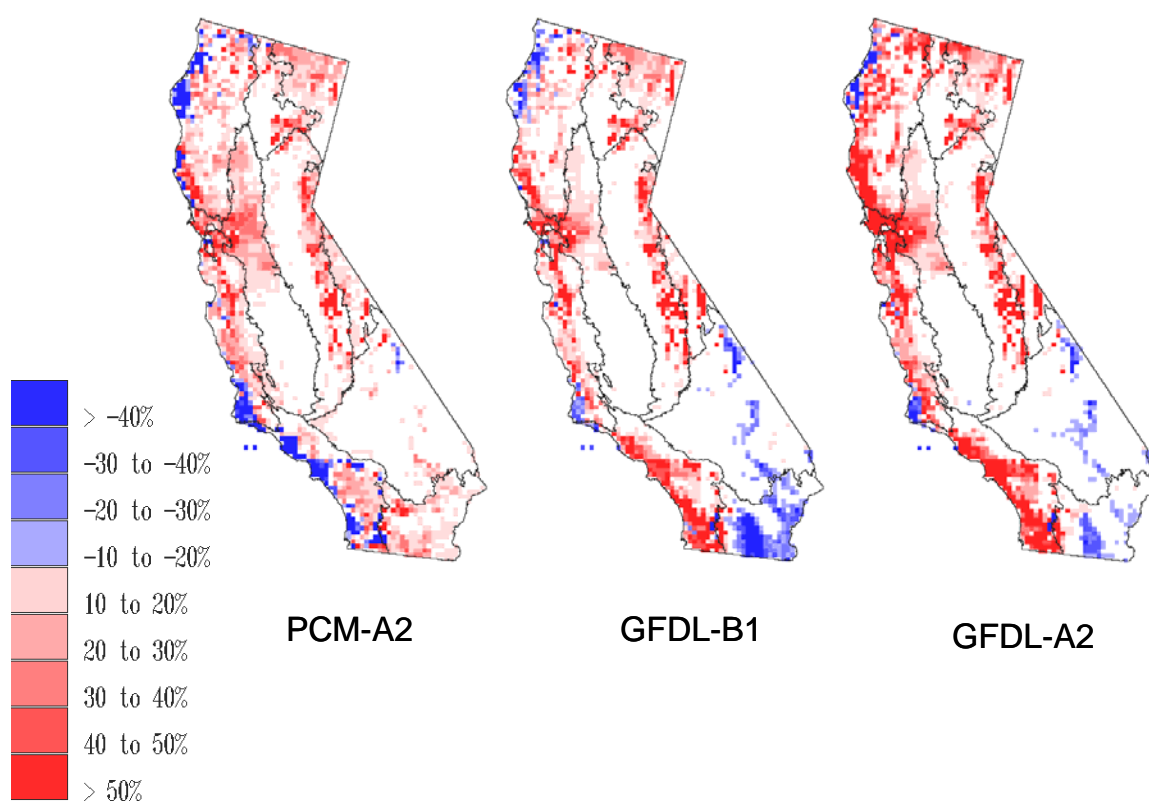 > -40%
-30 to -40%
-20 to -30%
-10 to -20%
10 to 20%
20 to 30%
30 to 40%
40 to 50%
> 50%
PCM-A2
GFDL-B1
GFDL-A2